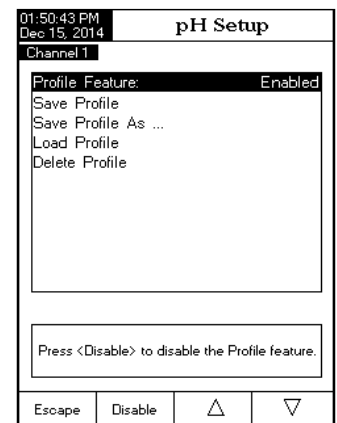 01:50:43 PM
Dec 15, 2014
pH Setup
Channel 1
Profile Feature: Enabled
Save Profile
Save Profile As ...
Load Profile
Delete Profile
Press <Disable> to disable the Profile feature.
Escape Disable △ ▽